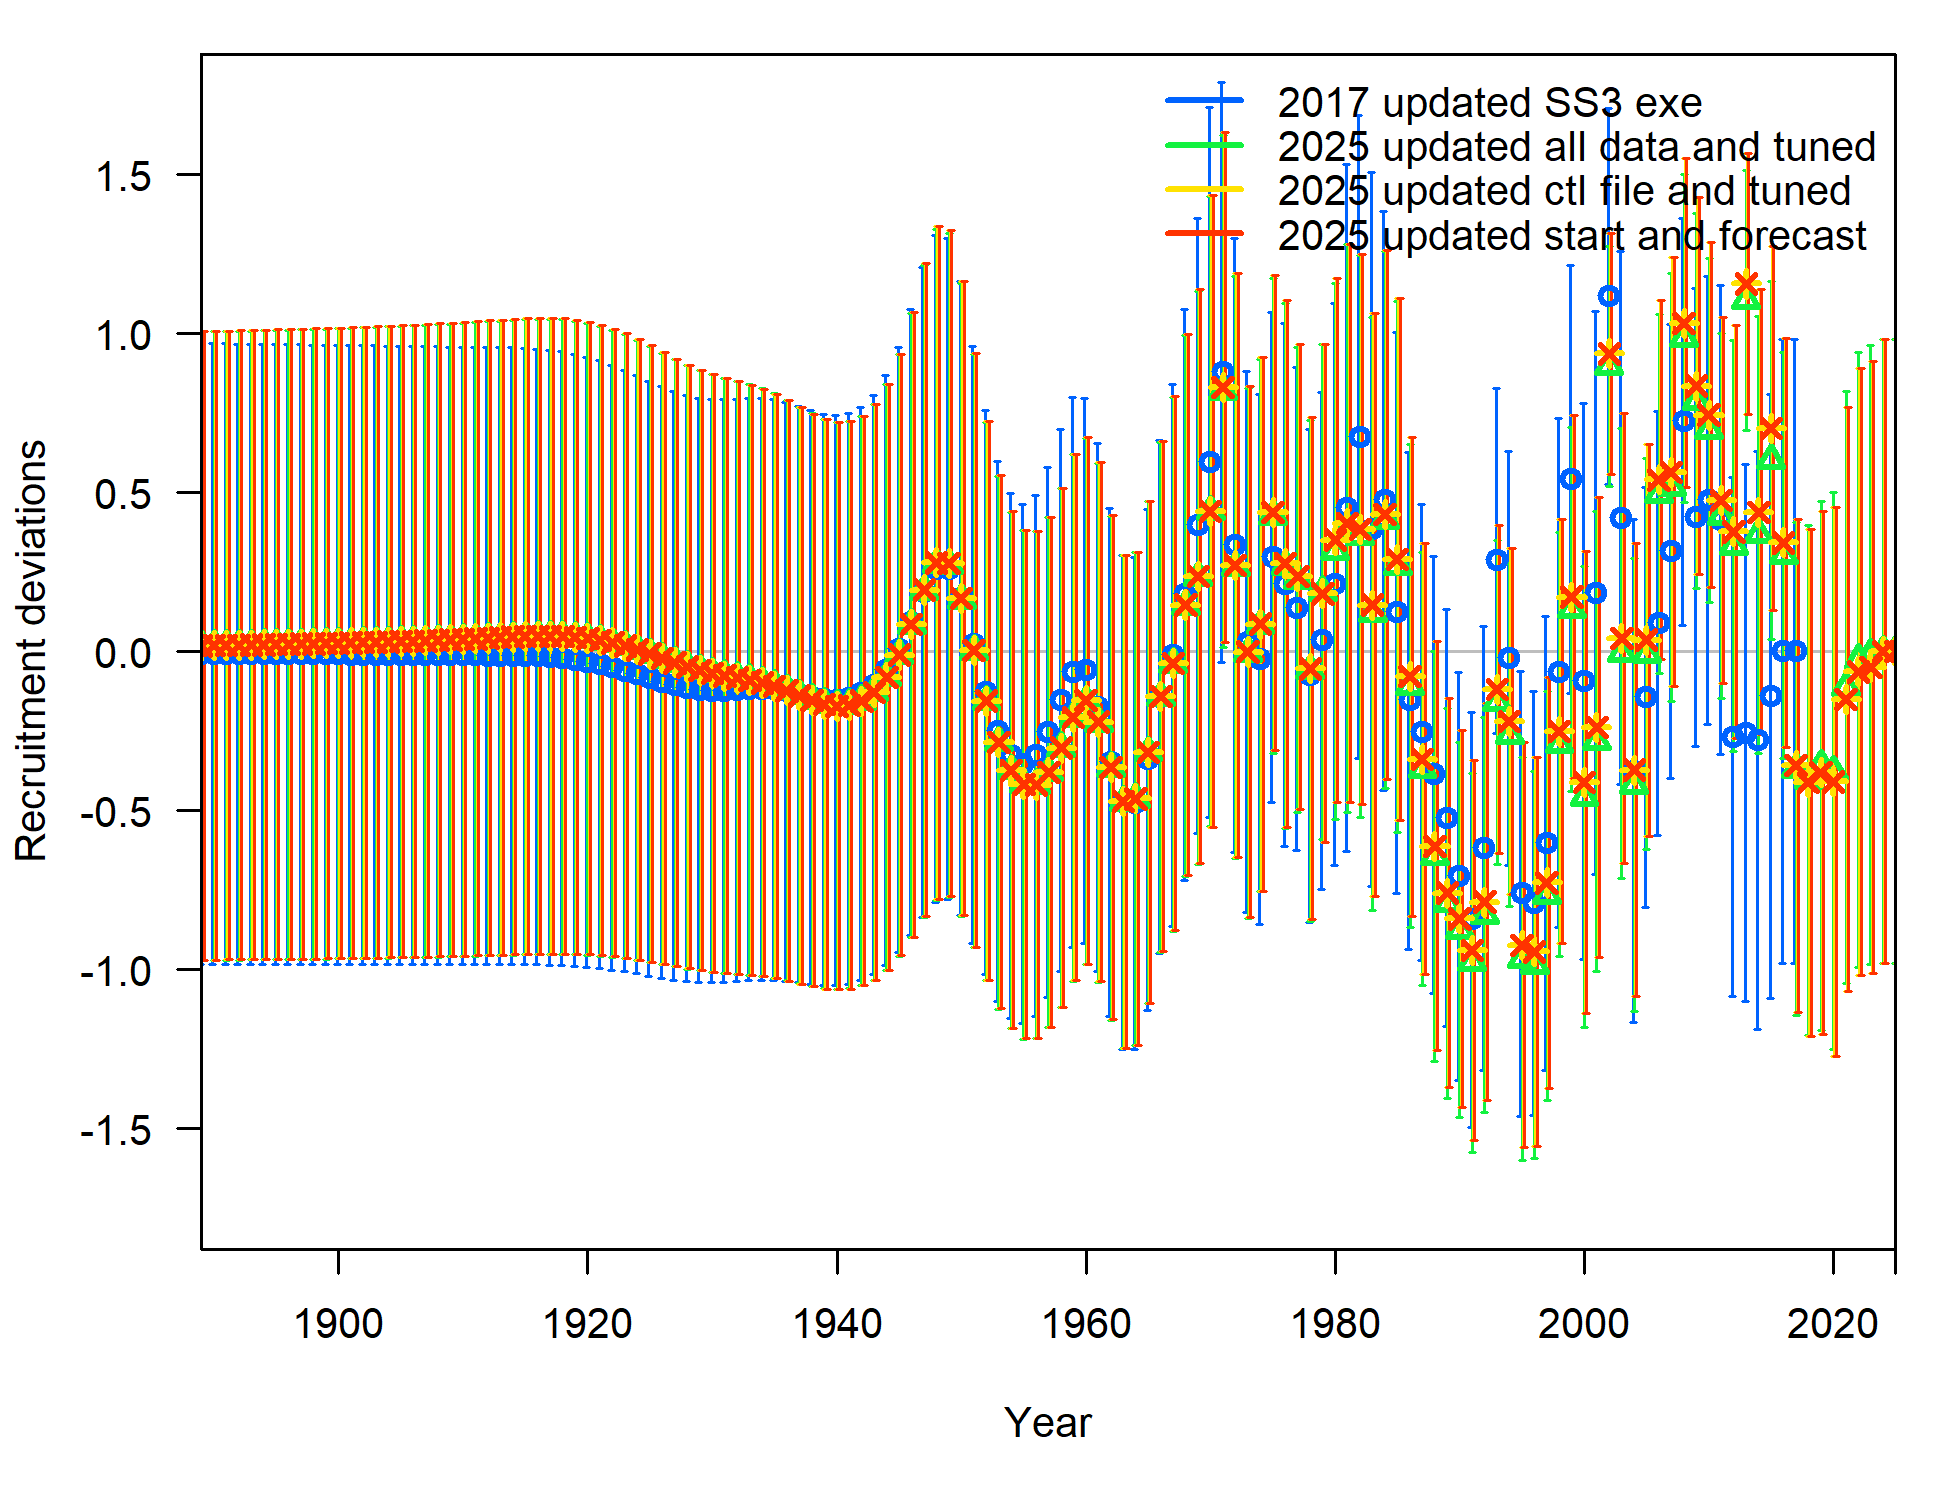 2017 updated SS3 exe
2025 updated all data and tuned
2025 updated ctl file and tuned
2025 updated start and forecast
1.5
1.0
0.5
0.0
-0.5
-1.0
-1.5
Recruitment deviations
1900 1920 1940 1960 1980 2000 2020
Year